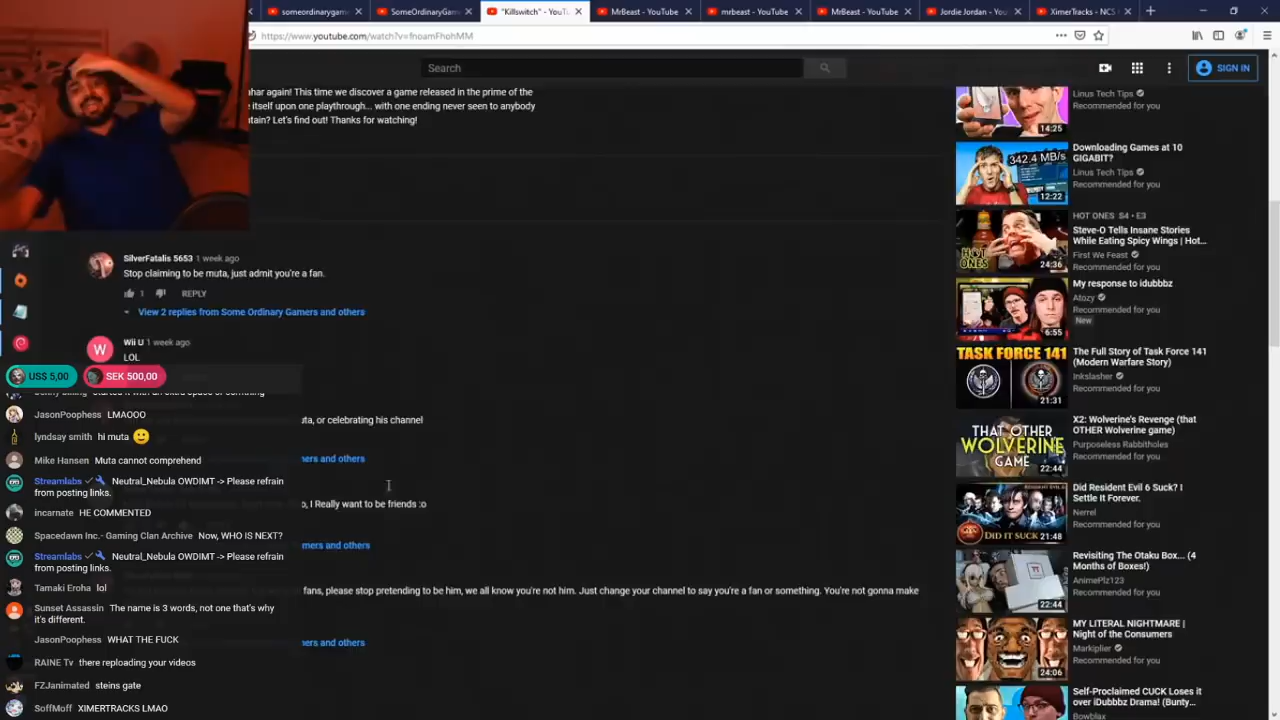 someordinarygam
SomeOrdinaryGam
"Killswitch" - YouTu
MrBeast - YouTube
mrbeast - YouTube
MrBeast - YouTube
Jordie Jordan - YouT
XimerTracks - NCS
https://www.youtube.com/watch?v=fnoamFhohMM
Search
SIGN IN
ahar again! This time we discover a game released in the prime of the
itself upon one playthrough... with one ending never seen to anybody
tain? Let's find out! Thanks for watching!
SilverFatalis 5653 1 week ago
Stop claiming to be muta, just admit you're a fan.
1 REPLY
View 2 replies from Some Ordinary Gamers and others
W Wii U 1 week ago
LOL
US$ 5,00 SEK 500,00
uta, or celebrating his channel
ners and others
o, I Really want to be friends :o
mers and others
fans, please stop pretending to be him, we all know you're not him. Just change your channel to say you're a fan or something. You're not gonna make
ners and others
JasonPoophess LMAOOO
lyndsay smith hi muta 🙂
Mike Hansen Muta cannot comprehend
Streamlabs Neutral_Nebula OWDIMT -> Please refrain
from posting links.
incarnate HE COMMENTED
Spacedawn Inc.- Gaming Clan Archive Now, WHO IS NEXT?
Streamlabs Neutral_Nebula OWDIMT -> Please refrain
from posting links.
Tamaki Eroha lol
Sunset Assassin The name is 3 words, not one that's why
it's different.
JasonPoophess WHAT THE FUCK
RAINE Tv there reploading your videos
FZJanimated steins gate
SoffMoff XIMERTRACKS LMAO
14:25
Linus Tech Tips
Recommended for you
342.4 MB/s
12:22
Downloading Games at 10
GIGABIT?
Linus Tech Tips
Recommended for you
24:36
HOT ONES S4 • E3
Steve-O Tells Insane Stories
While Eating Spicy Wings | Hot...
First We Feast
Recommended for you
6:55
My response to idubbbz
Atozy
Recommended for you
New
TASK FORCE 141
21:31
The Full Story of Task Force 141
(Modern Warfare Story)
Inkslasher
Recommended for you
THAT OTHER
WOLVERINE
GAME
22:44
X2: Wolverine's Revenge (that
OTHER Wolverine game)
Purposeless Rabbitholes
Recommended for you
DID IT SUCK
21:48
Did Resident Evil 6 Suck? I
Settle It Forever.
Nerrel
Recommended for you
22:44
Revisiting The Otaku Box... (4
Months of Boxes!)
AnimePlz123
Recommended for you
24:06
MY LITERAL NIGHTMARE |
Night of the Consumers
Markiplier
Recommended for you
Self-Proclaimed CUCK Loses it
over iDubbbz Drama! (Bunty...
Bowblax